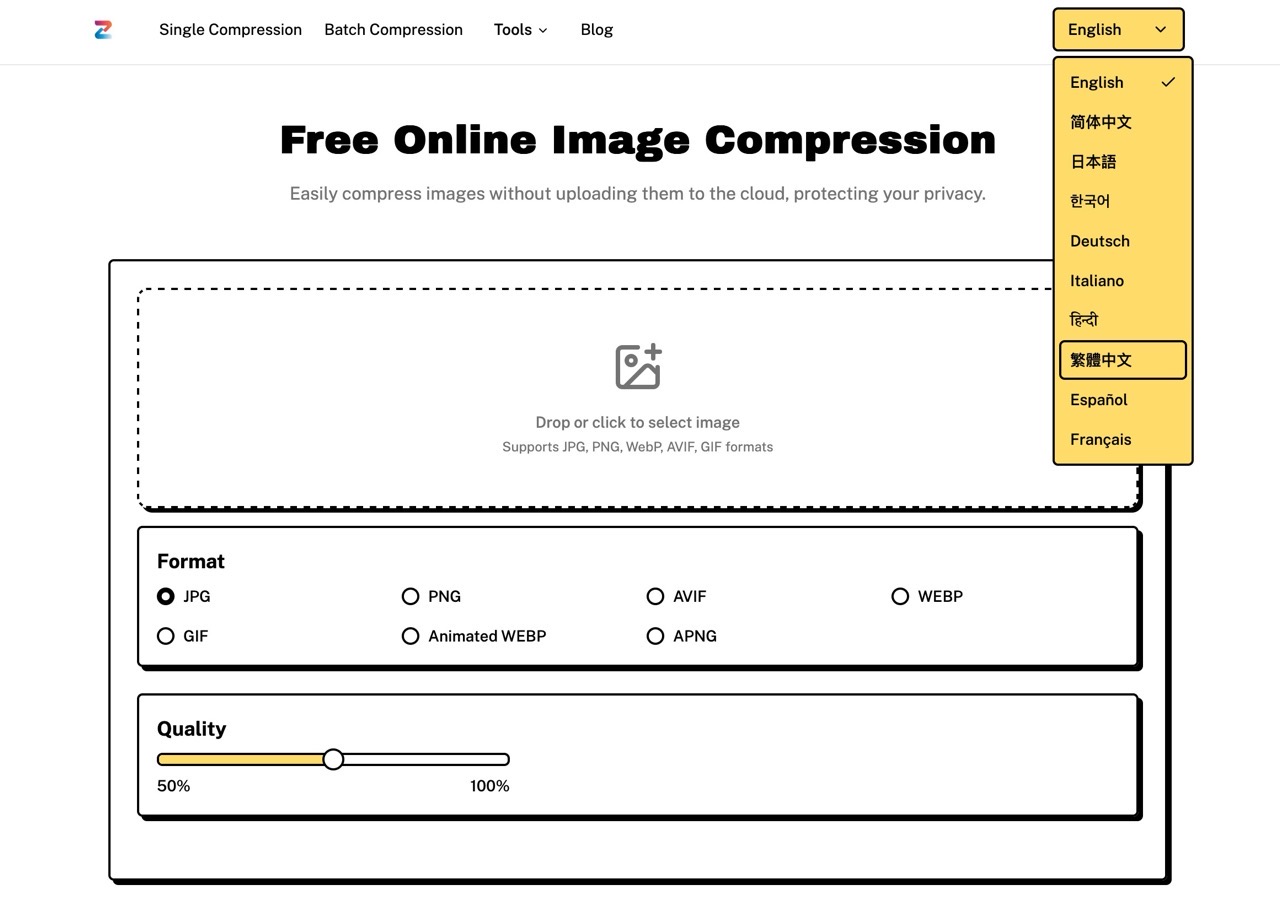 Single Compression Batch Compression Tools Blog English
English
简体中文
日本語
한국어
Deutsch
Italiano
हिन्दी
繁體中文
Español
Français
Free Online Image Compression
Easily compress images without uploading them to the cloud, protecting your privacy.
Drop or click to select image
Supports JPG, PNG, WebP, AVIF, GIF formats
Format
JPG PNG AVIF WEBP
GIF Animated WEBP APNG
Quality
50% 100%